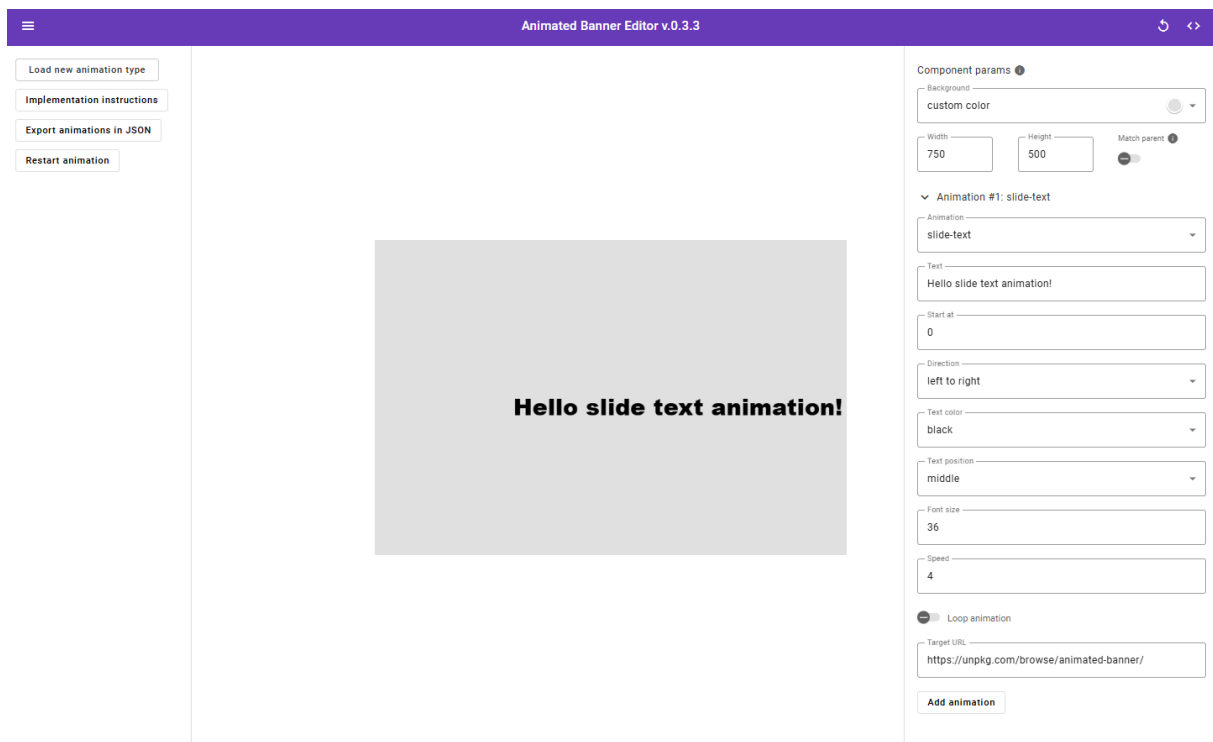 Animated Banner Editor v.0.3.3
Load new animation type
Implementation instructions
Export animations in JSON
Restart animation
Hello slide text animation!
Component params
Background
custom color
Width
750
Height
500
Match parent
Animation #1: slide-text
Animation
slide-text
Text
Hello slide text animation!
Start at
0
Direction
left to right
Text color
black
Text position
middle
Font size
36
Speed
4
Loop animation
Target URL
https://unpkg.com/browse/animated-banner/
Add animation